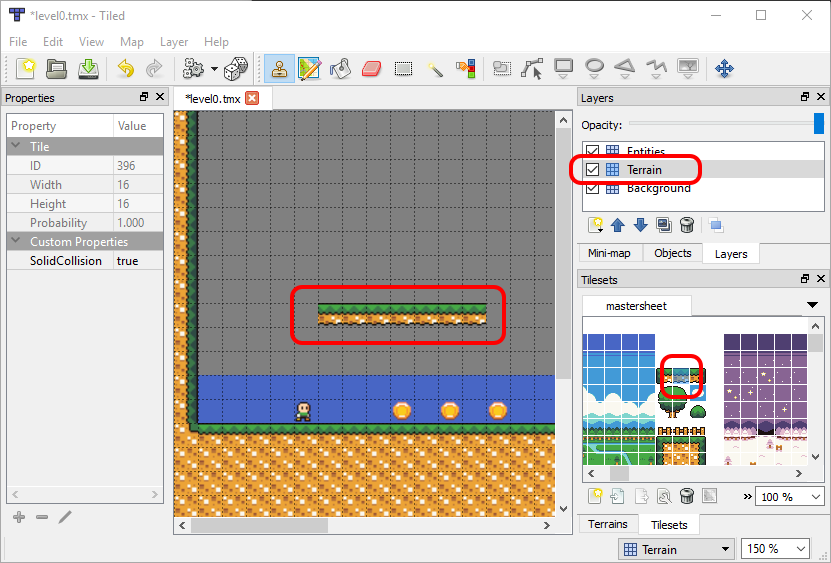 *level0.tmx - Tiled
File Edit View Map Layer Help
Properties
Property Value
Tile
ID 396
Width 16
Height 16
Probability 1.000
Custom Properties
SolidCollision true
*level0.tmx
Layers
Opacity:
Entities
Terrain
Background
Mini-map Objects Layers
Tilesets
mastersheet
» 100 %
Terrains Tilesets
Terrain 150 %